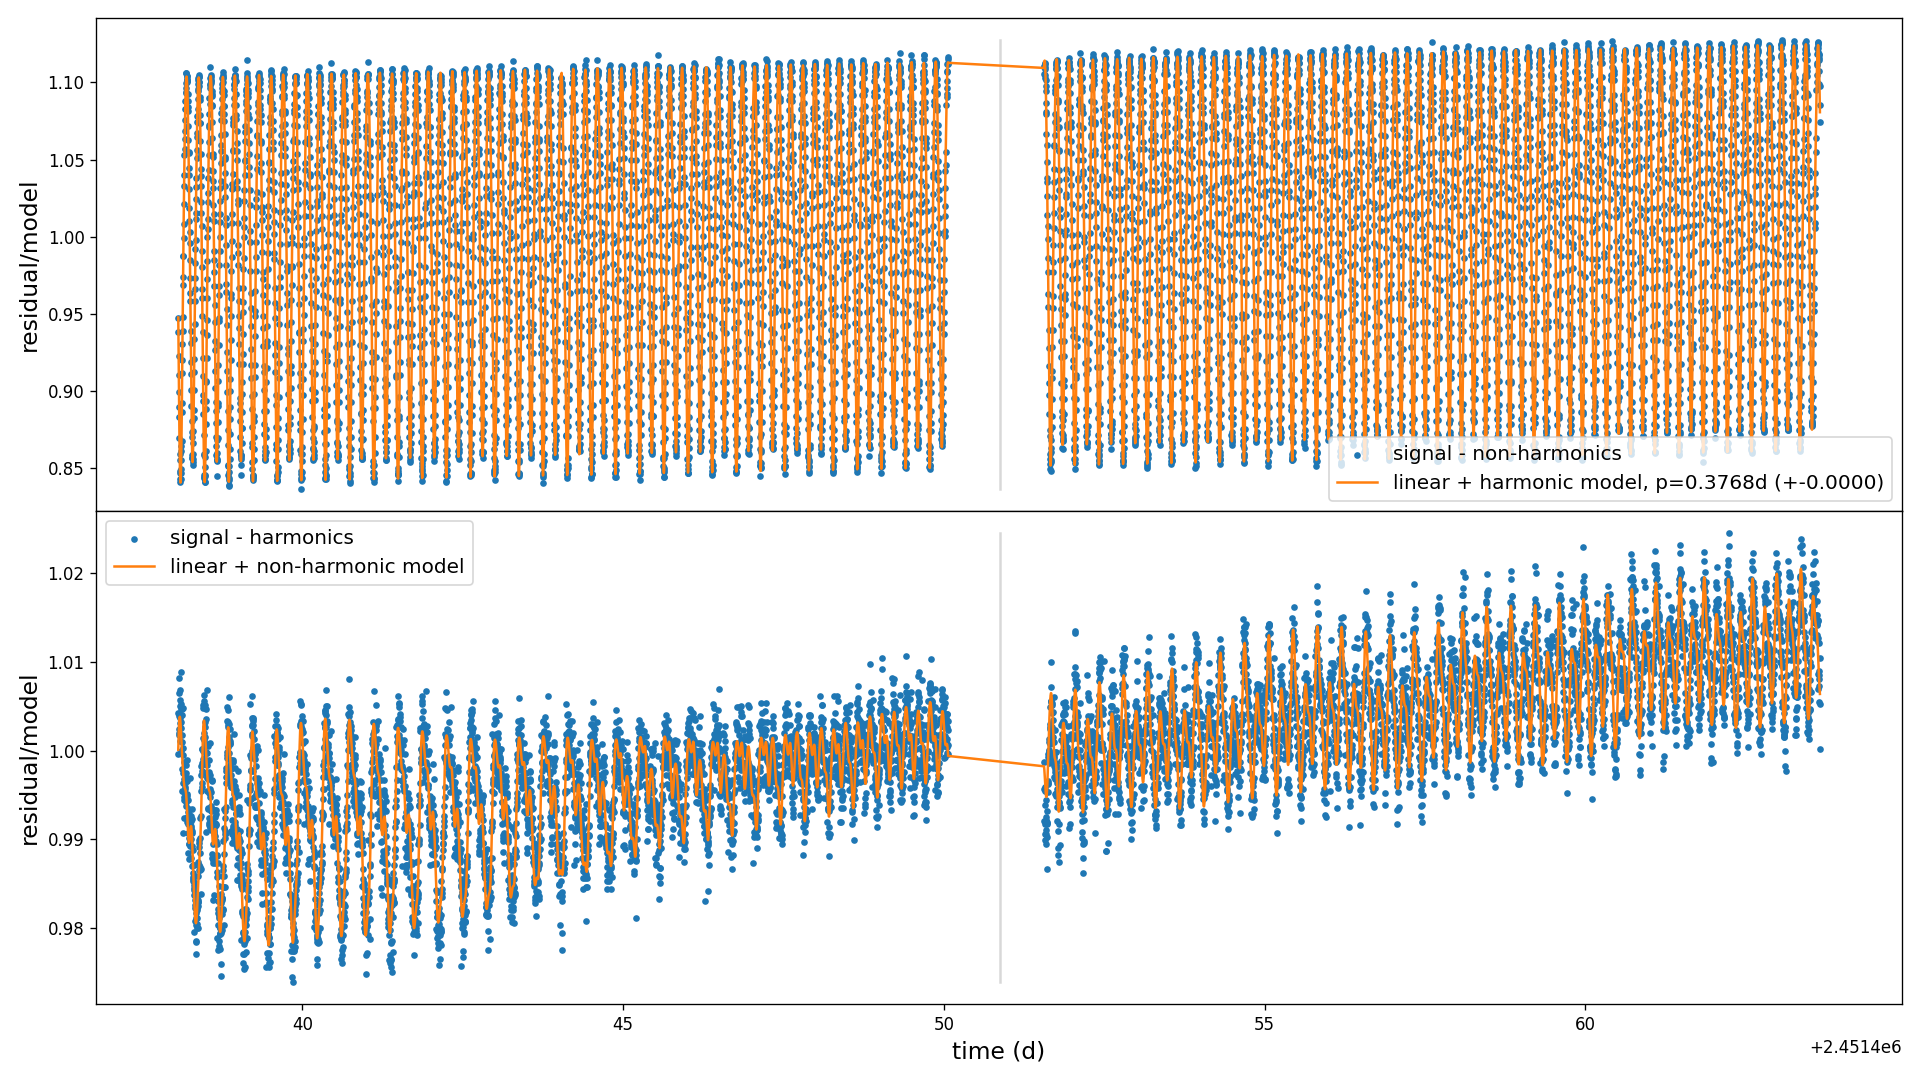 residual/model
1.10
1.05
1.00
0.95
0.90
0.85
signal - non-harmonics
linear + harmonic model, p=0.3768d (+-0.0000)
residual/model
signal - harmonics
linear + non-harmonic model
1.02
1.01
1.00
0.99
0.98
40 45 50 55 60
time (d)
+2.4514e6